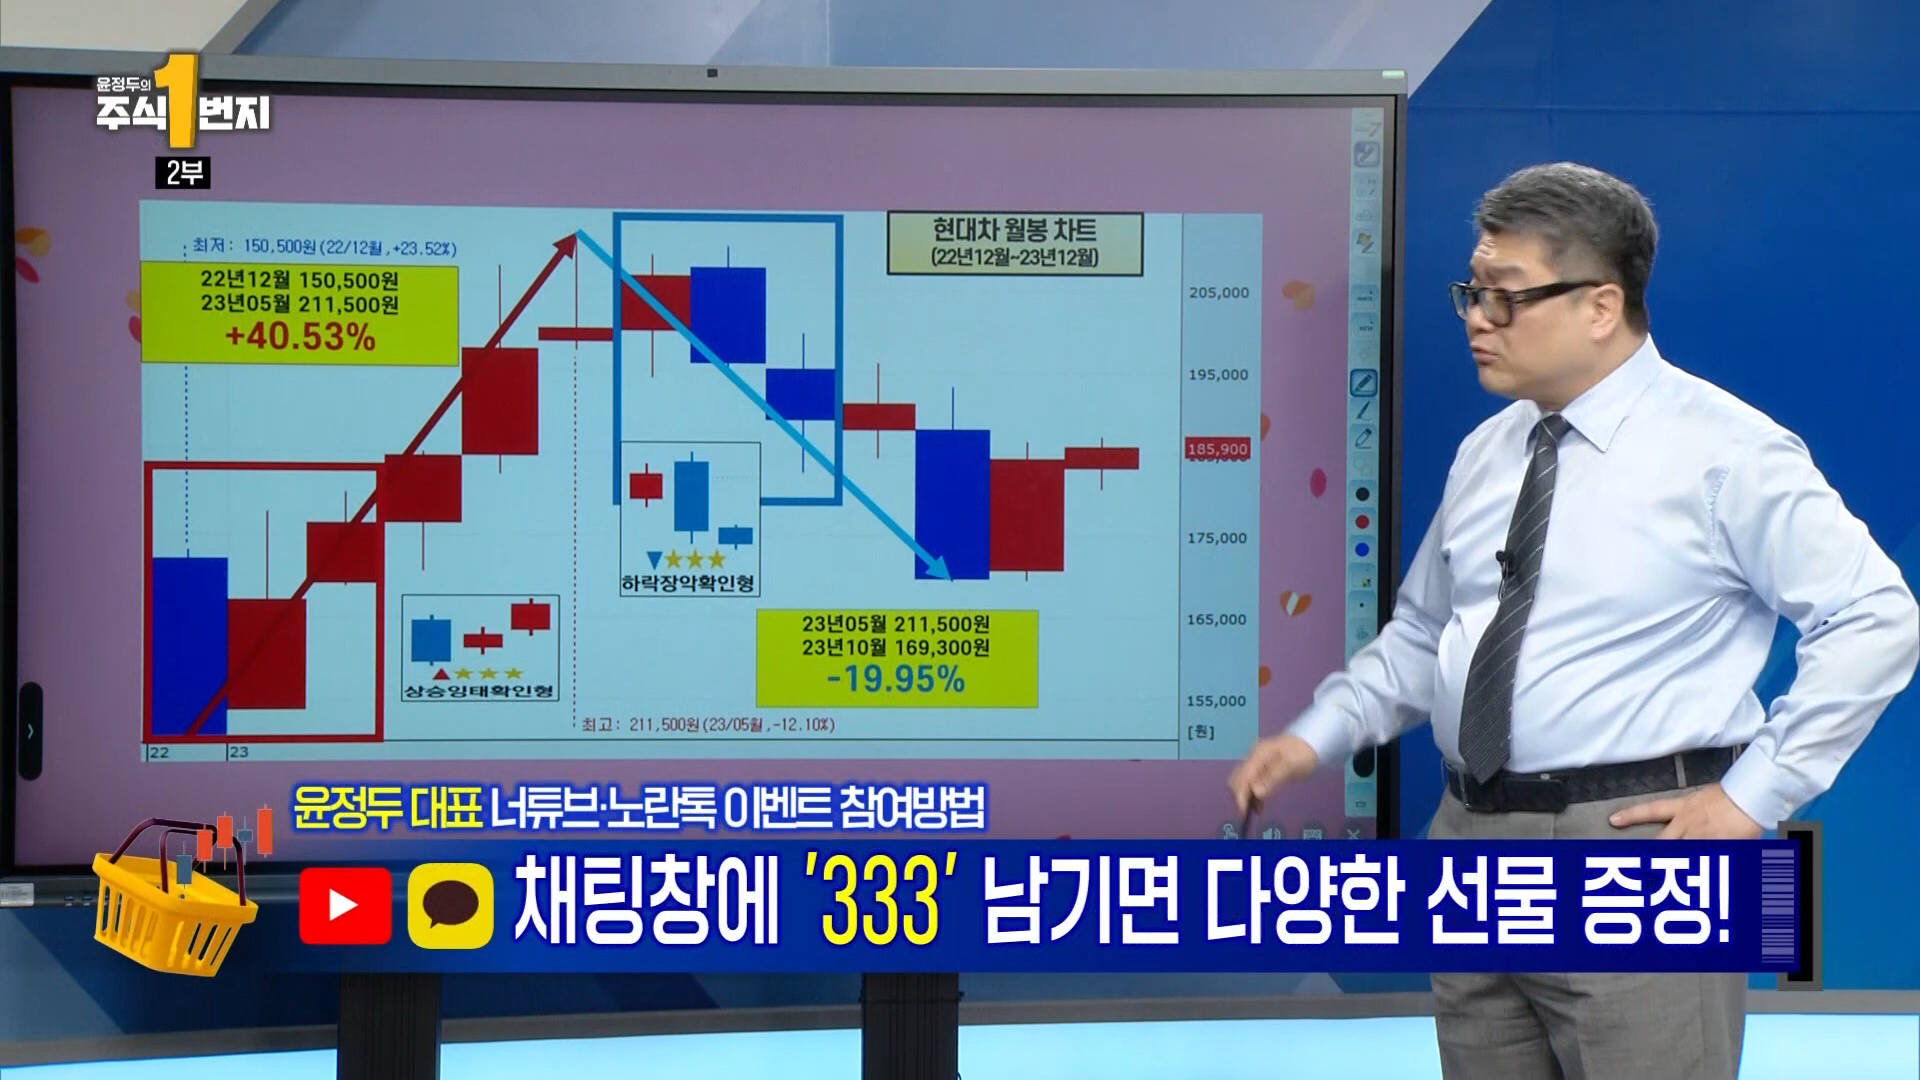 윤정두의
주식1번지
2부
최저: 150,500원(22/12월,+23.52%)
22년12월 150,500원
23년05월 211,500원
+40.53%
현대차 월봉 차트
(22년12월~23년12월)
205,000
195,000
185,900
175,000
165,000
155,000
[원]
하락장악확인형
상승잉태확인형
23년05월 211,500원
23년10월 169,300원
-19.95%
최고: 211,500원(23/05월,-12.10%)
22
23
윤정두 대표 너튜브·노란톡 이벤트 참여방법
채팅창에 '333' 남기면 다양한 선물 증정!